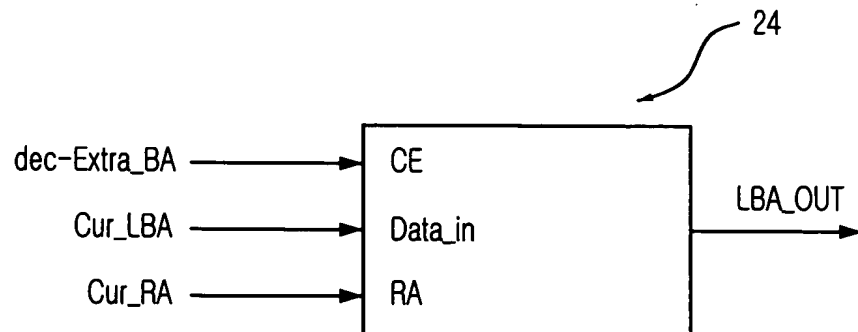 24
dec-Extra_BA CE
LBA_OUT
Cur_LBA Data_in
Cur_RA RA